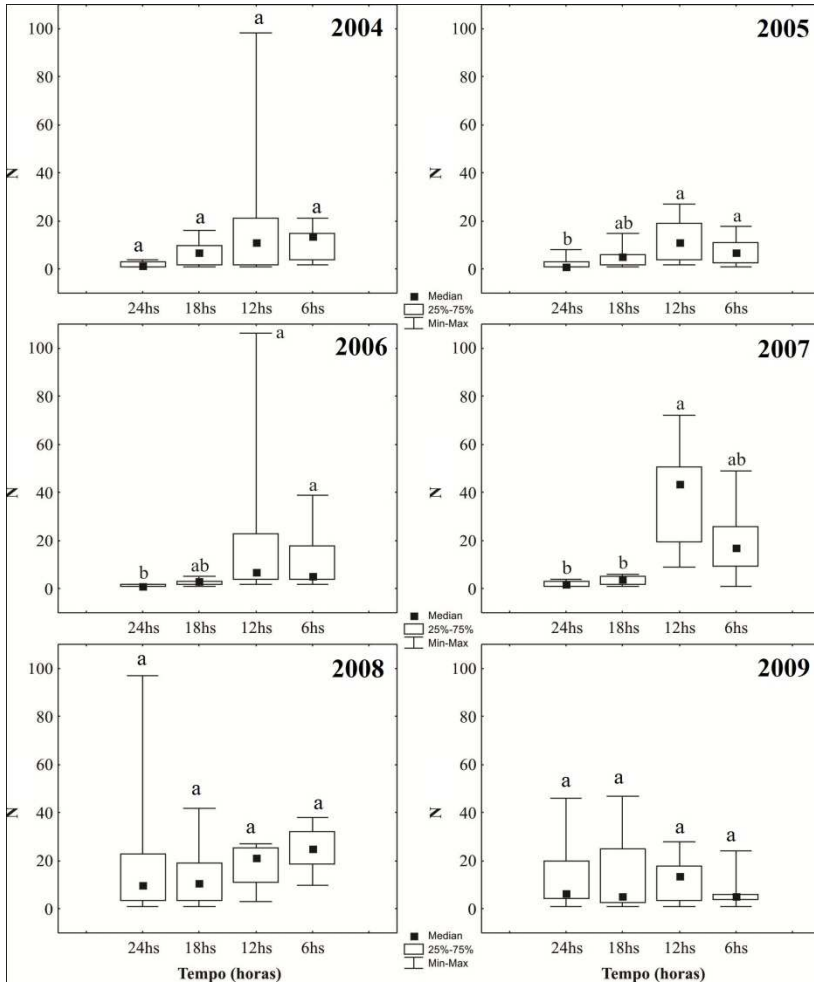 2004
2005
100
80
60
40
20
0
N
a
a
a
a
24hs 18hs 12hs 6hs
100
80
60
40
20
0
N
b
ab
a
a
24hs 18hs 12hs 6hs
Median
25%-75%
Min-Max
2006
2007
100
80
60
40
20
0
N
b
ab
a
a
24hs 18hs 12hs 6hs
100
80
60
40
20
0
N
b
b
a
ab
24hs 18hs 12hs 6hs
Median
25%-75%
Min-Max
2008
2009
100
80
60
40
20
0
N
a
a
a
a
24hs 18hs 12hs 6hs
Tempo (horas)
100
80
60
40
20
0
N
a
a
a
a
24hs 18hs 12hs 6hs
Tempo (horas)
Median
25%-75%
Min-Max